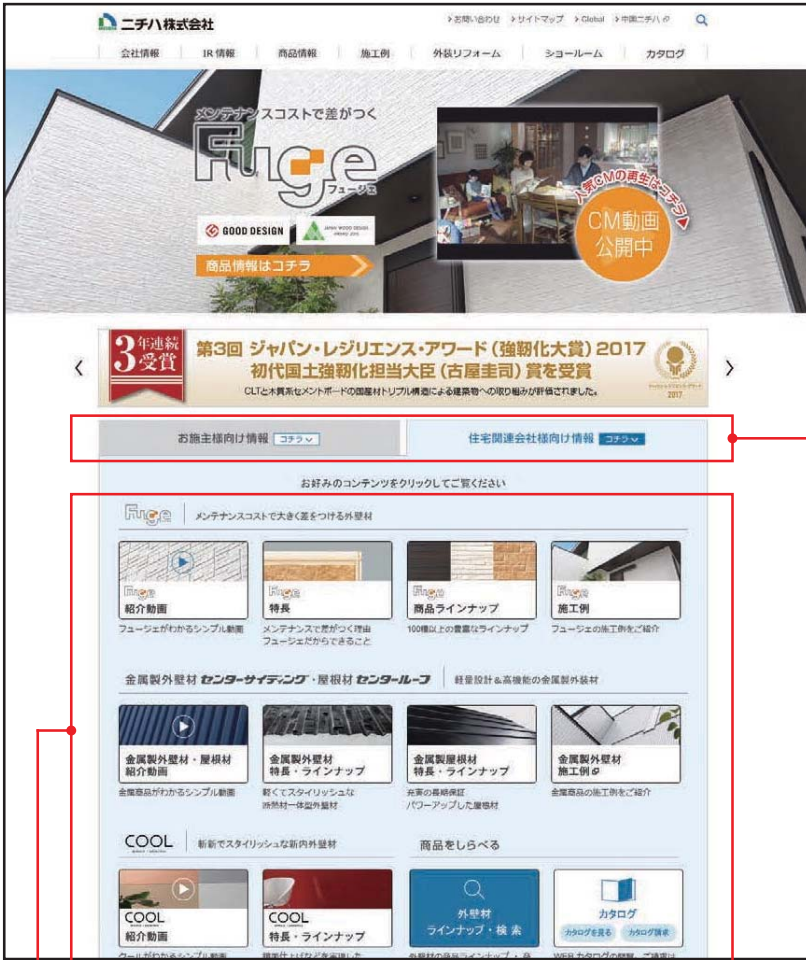 ニチハ株式会社
お問い合わせ サイトマップ Global 中国ニチハ
会社情報 IR情報 商品情報 施工例 外装リフォーム ショールーム カタログ
メンテナンスコストで差がつく
Fuge
フュージェ
GOOD DESIGN
JAPAN WOOD DESIGN
商品情報はコチラ
人気CMの再生はコチラ
CM動画
公開中
3年連続
受賞
第3回 ジャパン・レジリエンス・アワード(強靭化大賞)2017
初代国土強靭化担当大臣(古屋圭司)賞を受賞
CLTと木質系セメントボードの国産材トリプル構造による建築物への取り組みが評価されました。
2017
お施主様向け情報 コチラ
住宅関連会社様向け情報 コチラ
お好みのコンテンツをクリックしてご覧ください
Fuge メンテナンスコストで大きく差をつける外壁材
Fuge
紹介動画
フュージェがわかるシンプル動画
Fuge
特長
メンテナンスで差がつく理由
フュージェだからできること
Fuge
商品ラインナップ
100種以上の豊富なラインナップ
Fuge
施工例
フュージェの施工例をご紹介
金属製外壁材 センターサイディング・屋根材 センタールーフ 軽量設計&高機能の金属製外装材
金属製外壁材・屋根材
紹介動画
金属商品がわかるシンプル動画
金属製外壁材
特長・ラインナップ
軽くてスタイリッシュな
断熱材一体型外壁材
金属製屋根材
特長・ラインナップ
充実の長期保証
パワーアップした屋根材
金属製外壁材
施工例
金属商品の施工例をご紹介
COOL 斬新でスタイリッシュな新内外壁材
商品をしらべる
COOL
紹介動画
クールがわかるシンプル動画
COOL
特長・ラインナップ
外壁材
ラインナップ・検索
カタログ
カタログを見る カタログ請求